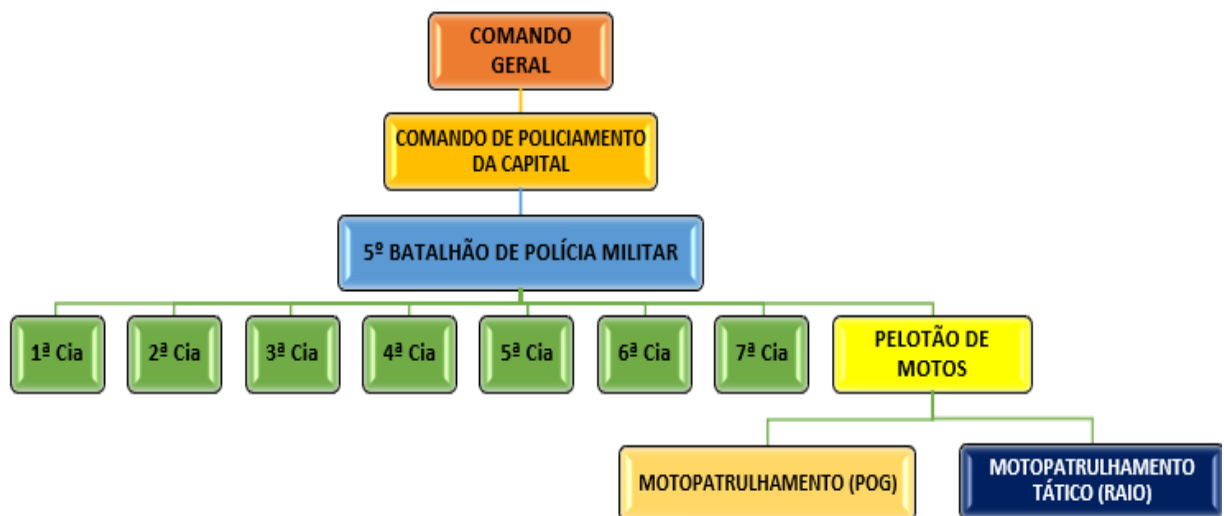 COMANDO
GERAL
COMANDO DE POLICIAMENTO
DA CAPITAL
5º BATALHÃO DE POLÍCIA MILITAR
1ª Cia
2ª Cia
3ª Cia
4ª Cia
5ª Cia
6ª Cia
7ª Cia
PELOTÃO DE
MOTOS
MOTOPATRULHAMENTO (POG)
MOTOPATRULHAMENTO
TÁTICO (RAIO)